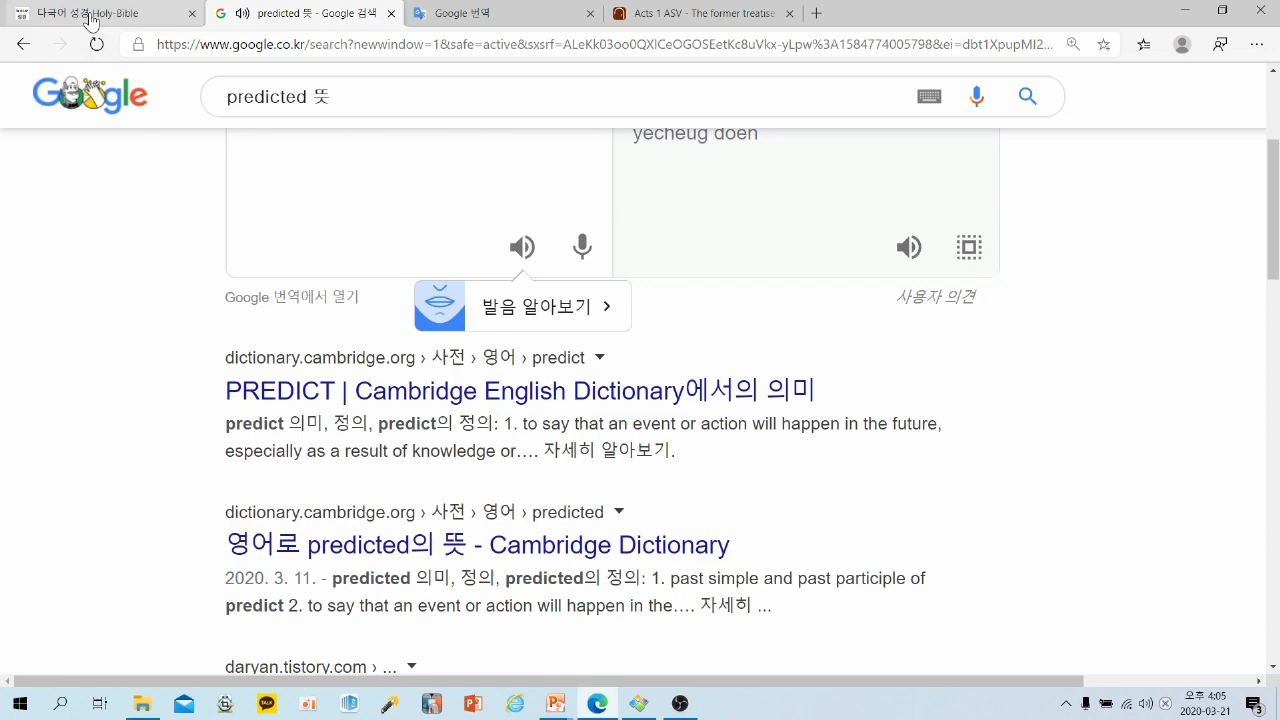 다국어 성경 Holy-Bible
predicted 뜻 - Google 검색
Google 번역
Acts 1 ASV - The former treatise
https://www.google.co.kr/search?newwindow=1&safe=active&sxsrf=ALeKk03oo0QXlCeOGOSEetKc8uVkx-yLpw%3A1584774005798&ei=dbt1XpupMI2...
Google
predicted 뜻
yecheug doen
Google 번역에서 열기
사용자 의견
발음 알아보기
dictionary.cambridge.org › 사전 › 영어 › predict
PREDICT | Cambridge English Dictionary에서의 의미
predict 의미, 정의, predict의 정의: 1. to say that an event or action will happen in the future,
especially as a result of knowledge or…. 자세히 알아보기.
dictionary.cambridge.org › 사전 › 영어 › predicted
영어로 predicted의 뜻 - Cambridge Dictionary
2020. 3. 11. - predicted 의미, 정의, predicted의 정의: 1. past simple and past participle of
predict 2. to say that an event or action will happen in the…. 자세히 ...
daryan.tistory.com › ...
TALK
오후 4:05
2020-03-21
3